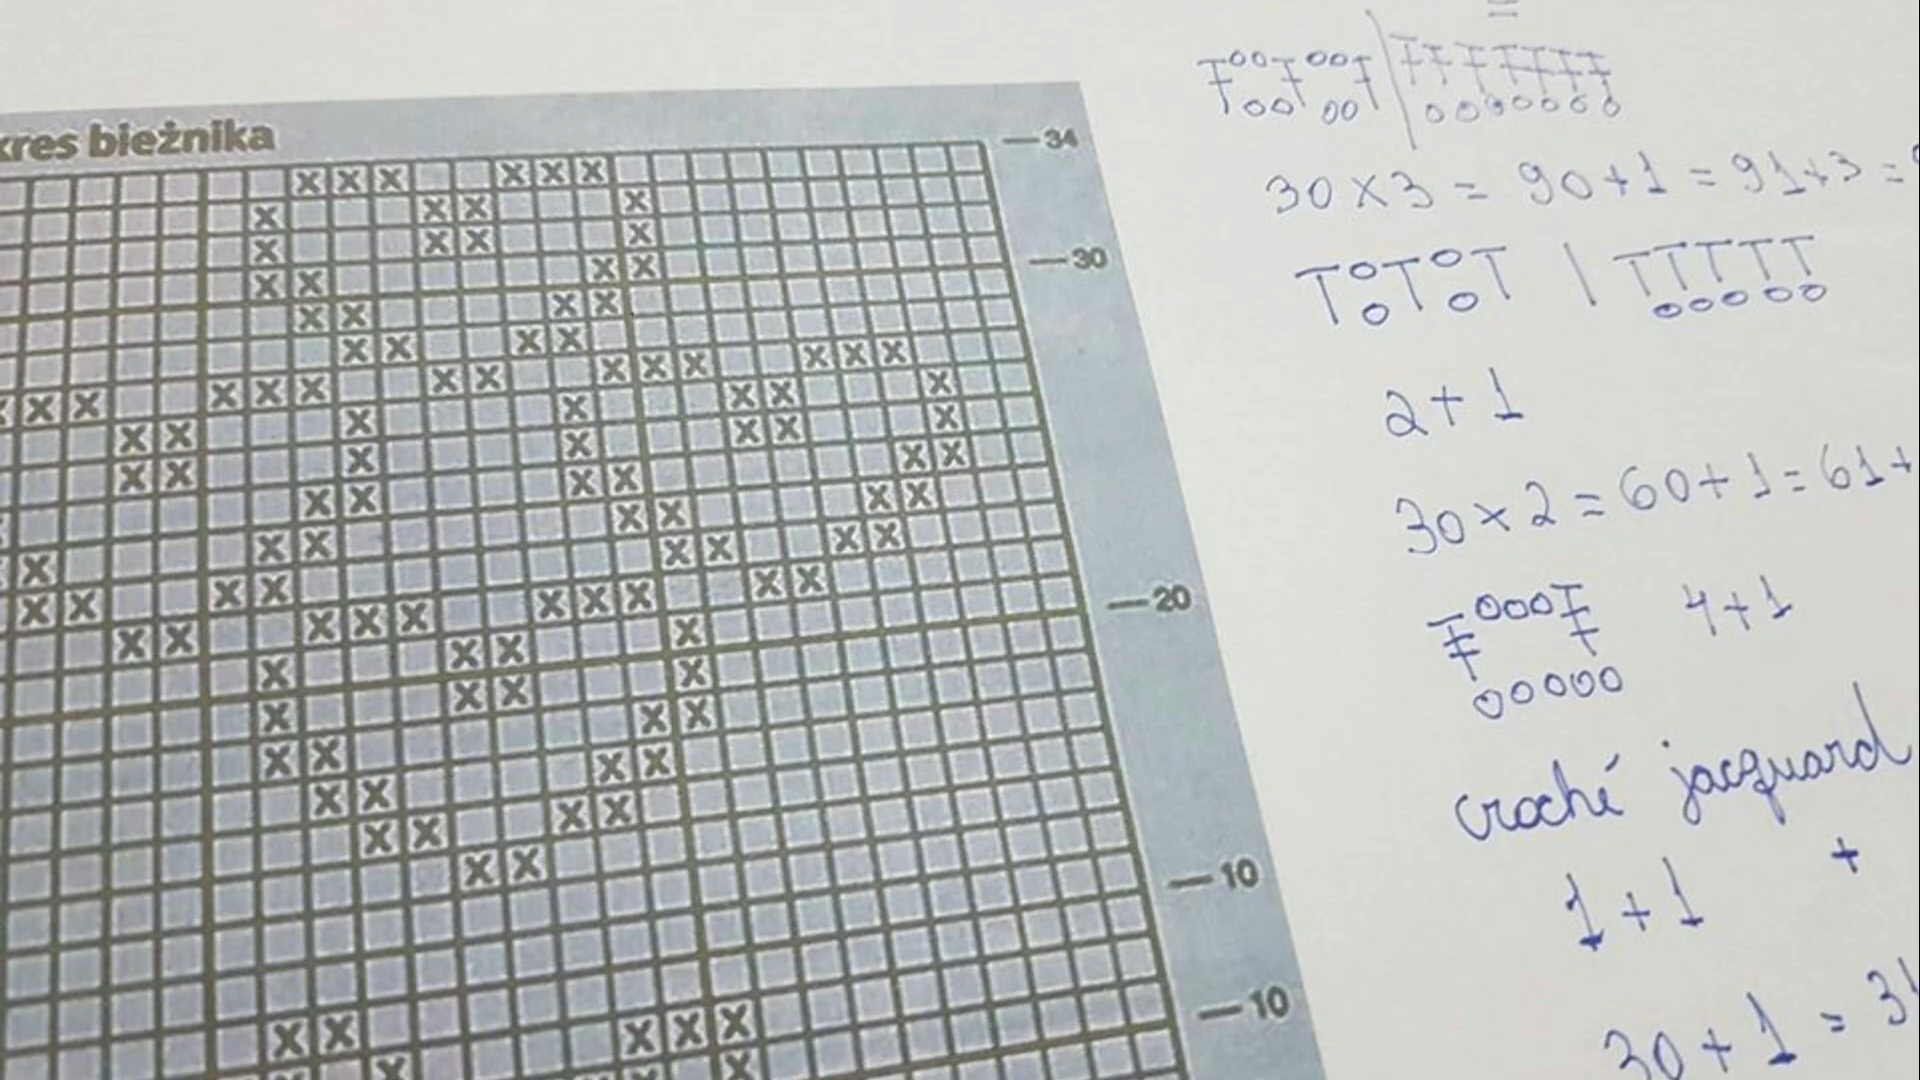 kres bieżnika
34
30
20
10
10
30 x 3 = 90 + 1 = 91 + 3 =
2 + 1
30 x 2 = 60 + 1 = 61 +
4 + 1
croché jacquard
1 + 1 +
30 + 1 = 31